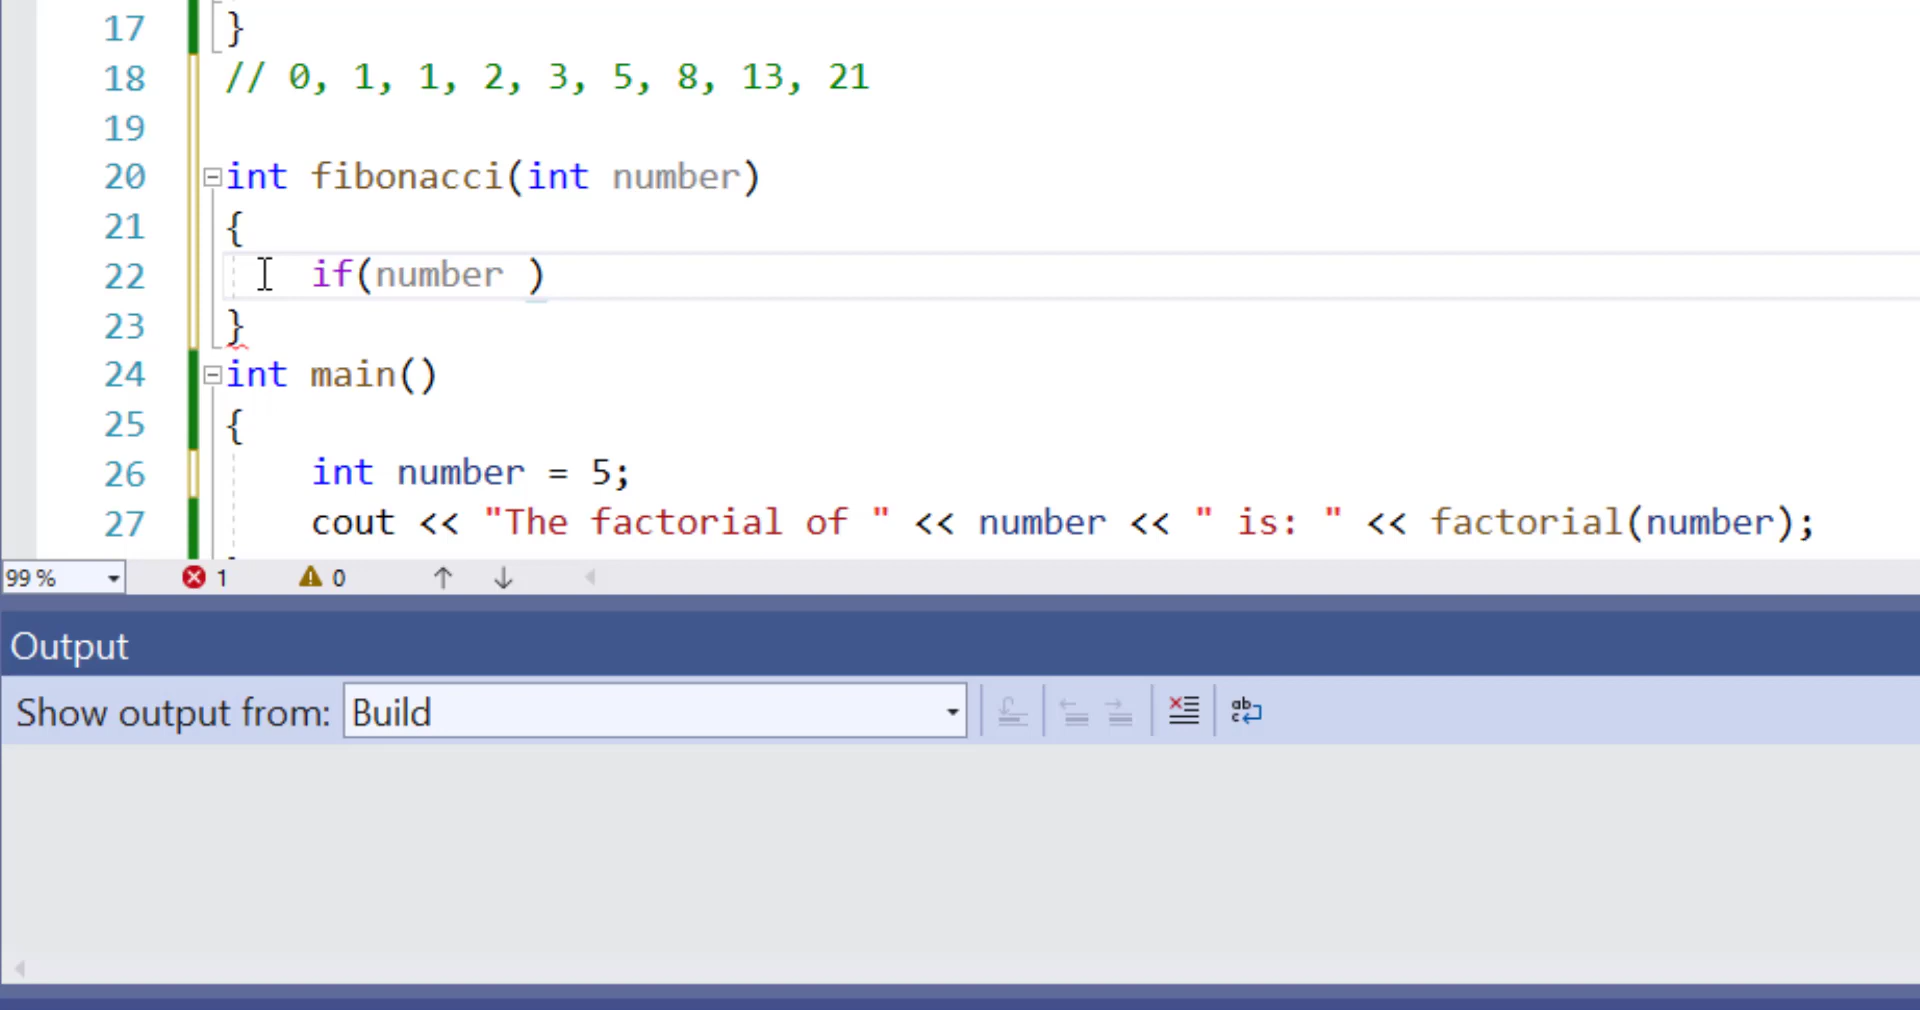 17 }
18 // 0, 1, 1, 2, 3, 5, 8, 13, 21
19
20 int fibonacci(int number)
21 {
22 if(number )
23 }
24 int main()
25 {
26 int number = 5;
27 cout << "The factorial of " << number << " is: " << factorial(number);
99 % 1 0
Output
Show output from: Build